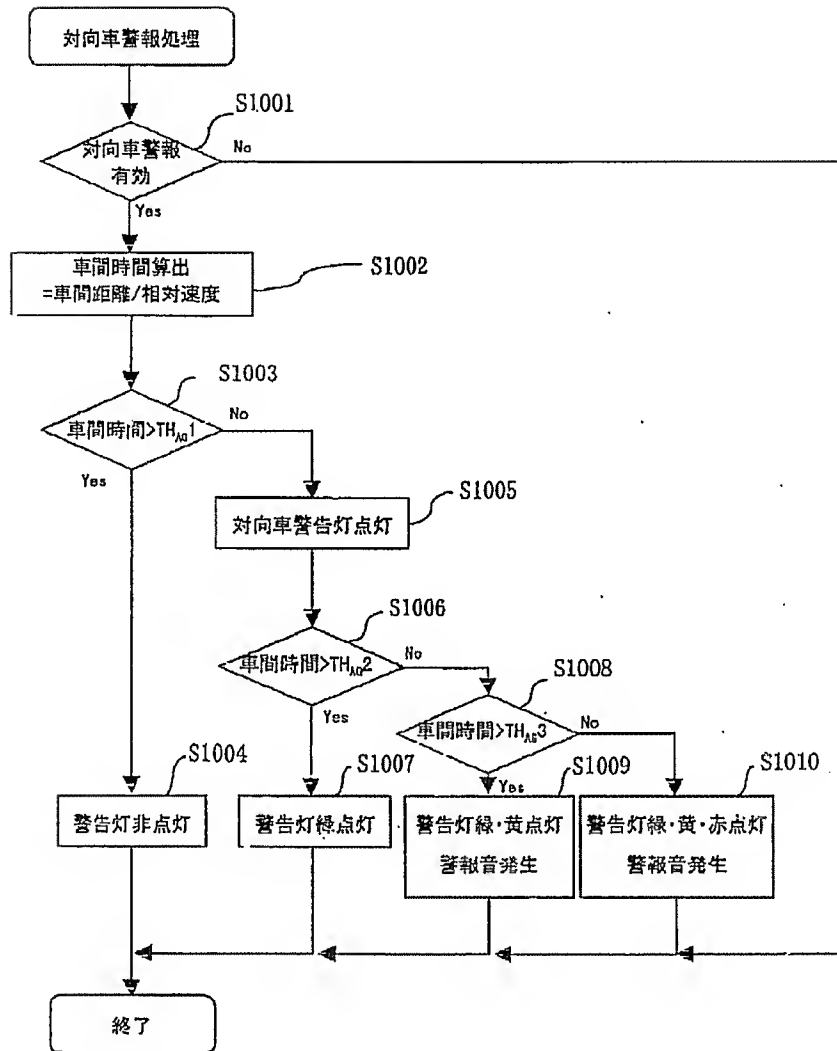 対向車警報処理
S1001
対向車警報
有効
No
Yes
車間時間算出
=車間距離/相対速度
S1002
S1003
車間時間>TH_AQ1
No
Yes
S1005
対向車警告灯点灯
S1006
車間時間>TH_AQ2
No
Yes
S1008
車間時間>TH_AQ3
No
Yes
S1004
警告灯非点灯
S1007
警告灯緑点灯
S1009
警告灯緑・黄点灯
警報音発生
S1010
警告灯緑・黄・赤点灯
警報音発生
終了